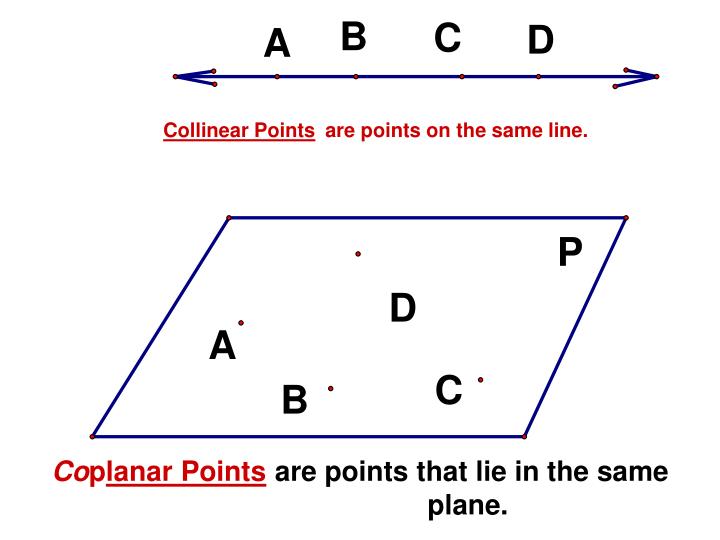 A B C D
Collinear Points are points on the same line.
P
D
A
B C
Coplanar Points are points that lie in the same
plane.